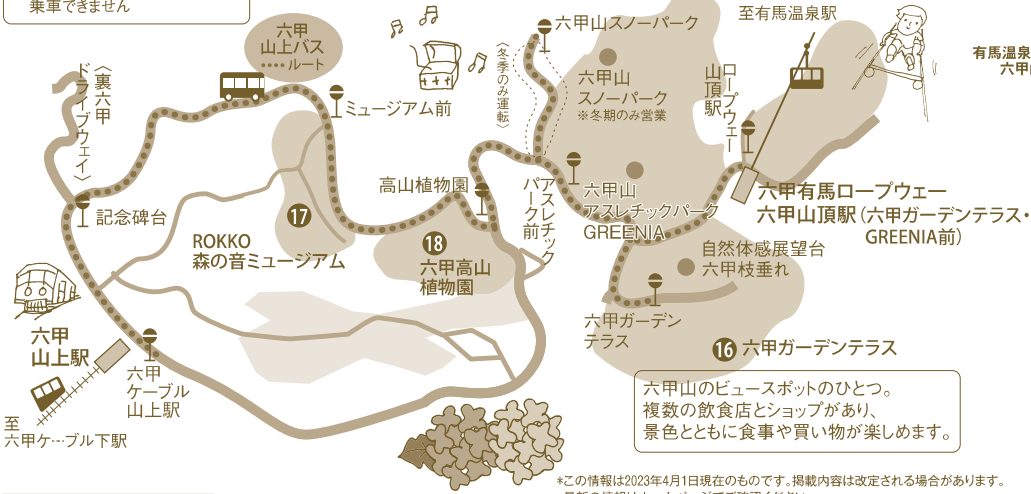 乗車できません
六甲
山上バス
••••ルート
〈裏六甲
ドライブウェイ〉
ミュージアム前
記念碑台
⑰
ROKKO
森の音ミュージアム
高山植物園
⑱
六甲高山
植物園
六甲
山上駅
六甲
ケーブル
山上駅
至
六甲ケーブル下駅
六甲山スノーパーク
〈冬季のみ運転〉
六甲山
スノーパーク
※冬期のみ営業
アスレチック
パーク前
六甲山
アスレチックパーク
GREENIA
至有馬温泉駅
ロープウェー
山頂駅
有馬温泉
六甲山
六甲有馬ロープウェー
六甲山頂駅(六甲ガーデンテラス・
GREENIA前)
自然体感展望台
六甲枝垂れ
六甲ガーデン
テラス
⑯ 六甲ガーデンテラス
六甲山のビュースポットのひとつ。
複数の飲食店とショップがあり、
景色とともに食事や買い物が楽しめます。
*この情報は2023年4月1日現在のものです。掲載内容は改定される場合があります。